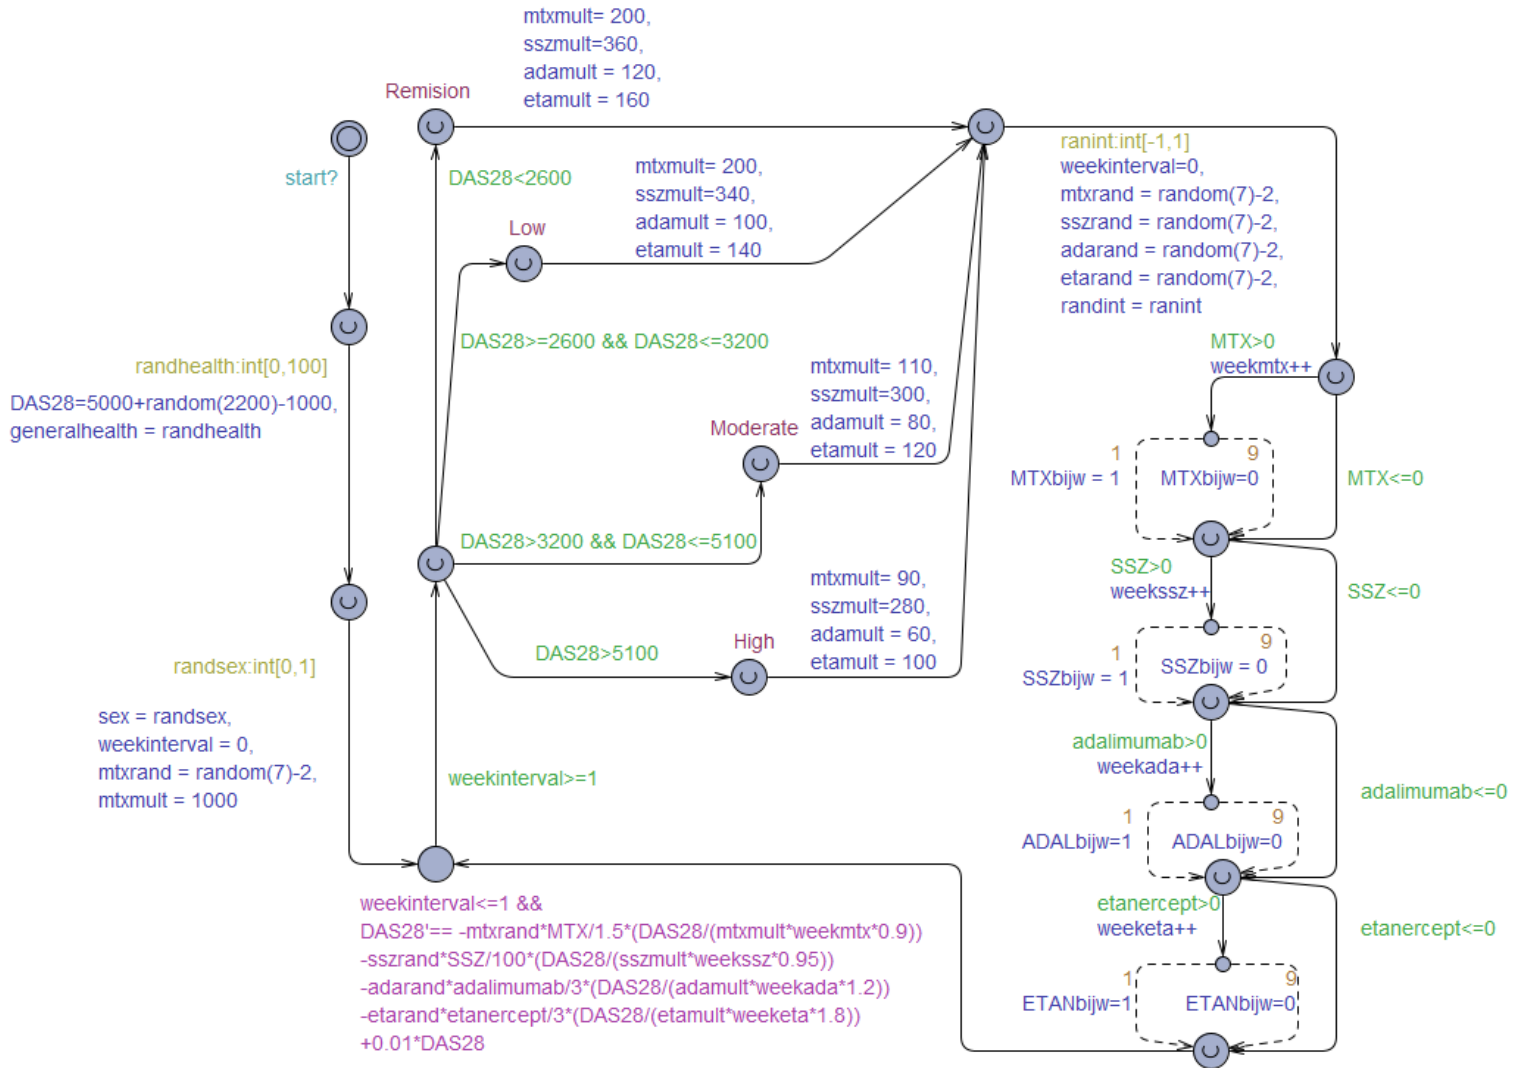 mtxmult= 200,
sszmult=360,
adamult = 120,
etamult = 160
Remision
start?
DAS28<2600
mtxmult= 200,
sszmult=340,
adamult = 100,
etamult = 140
Low
ranint:int[-1,1]
weekinterval=0,
mtxrand = random(7)-2,
sszrand = random(7)-2,
adarand = random(7)-2,
etarand = random(7)-2,
randint = ranint
DAS28>=2600 && DAS28<=3200
randhealth:int[0,100]
DAS28=5000+random(2200)-1000,
generalhealth = randhealth
mtxmult= 110,
sszmult=300,
adamult = 80,
etamult = 120
Moderate
MTX>0
weekmtx++
1
9
MTXbijw = 1
MTXbijw=0
MTX<=0
DAS28>3200 && DAS28<=5100
mtxmult= 90,
sszmult=280,
adamult = 60,
etamult = 100
High
DAS28>5100
SSZ>0
weekssz++
SSZ<=0
1
9
SSZbijw = 1
SSZbijw = 0
randsex:int[0,1]
sex = randsex,
weekinterval = 0,
mtxrand = random(7)-2,
mtxmult = 1000
weekinterval>=1
adalimumab>0
weekada++
adalimumab<=0
1
9
ADALbijw=1
ADALbijw=0
weekinterval<=1 &&
DAS28'== -mtxrand*MTX/1.5*(DAS28/(mtxmult*weekmtx*0.9))
-sszrand*SSZ/100*(DAS28/(sszmult*weekssz*0.95))
-adarand*adalimumab/3*(DAS28/(adamult*weekada*1.2))
-etarand*etanercept/3*(DAS28/(etamult*weeketa*1.8))
+0.01*DAS28
etanercept>0
weeketa++
etanercept<=0
1
9
ETANbijw=1
ETANbijw=0